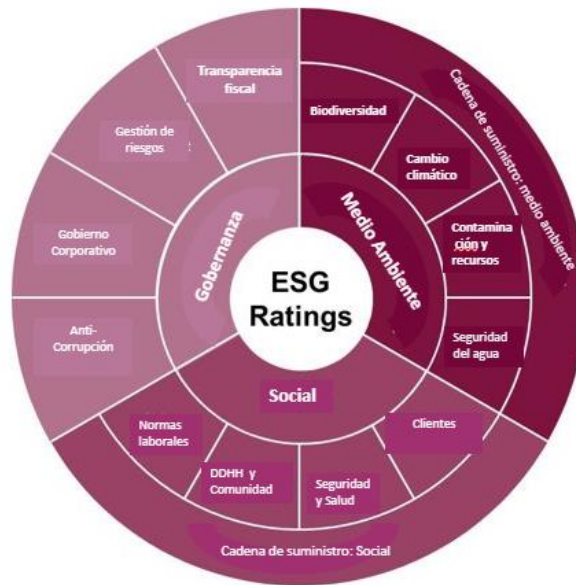 Transparencia
fiscal
Gestión de
riesgos
Gobierno
Corporativo
Anti-
Corrupción
Gobernanza
Cadena de suministro: medio ambiente
Biodiversidad
Cambio
climático
Contamina
ción y
recursos
Seguridad
del agua
Medio Ambiente
ESG
Ratings
Social
Normas
laborales
DDHH y
Comunidad
Seguridad
y Salud
Clientes
Cadena de suministro: Social